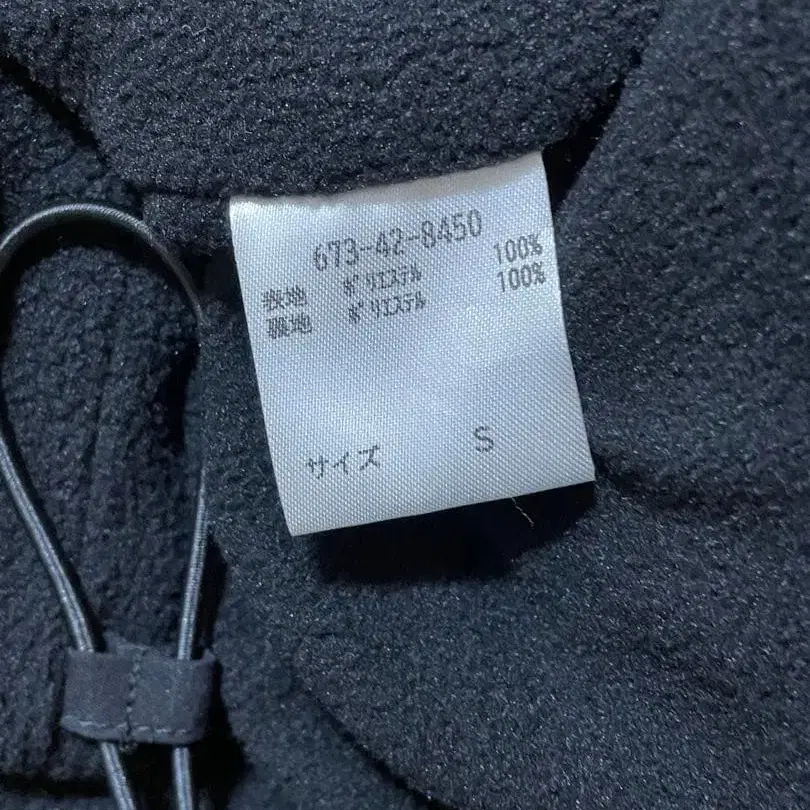 673-42-8450
表地 ポリエステル 100%
裏地 ポリエステル 100%
サイズ S